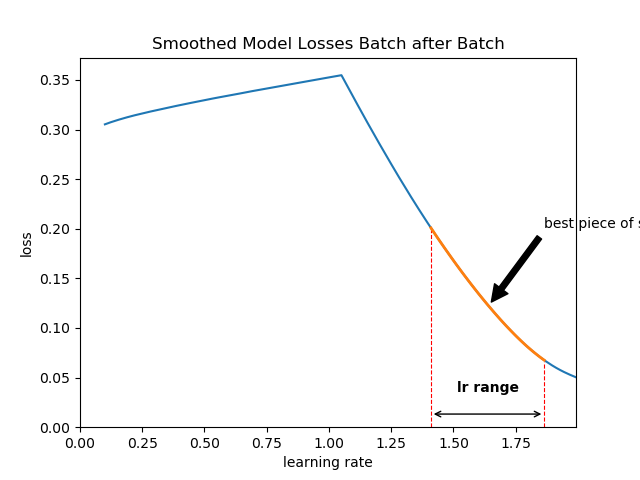 Smoothed Model Losses Batch after Batch
0.35
0.30
0.25
0.20
0.15
0.10
0.05
0.00
loss
best piece of
lr range
0.00 0.25 0.50 0.75 1.00 1.25 1.50 1.75
learning rate